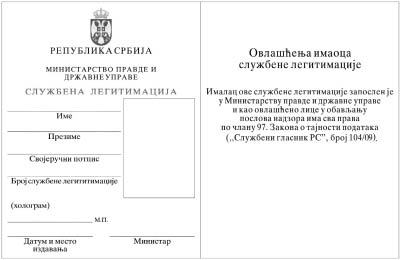 РЕПУБЛИКА СРБИЈА
МИНИСТАРСТВО ПРАВДЕ И
ДРЖАВНЕ УПРАВЕ
СЛУЖБЕНА ЛЕГИТИМАЦИЈА
Име
Презиме
Својеручни потпис
Број службене легитимације
(холограм)
М.П.
Датум и место
издавања
Министар
Овлашћења имаоца
службене легитимације
Ималац ове службене легитимације запослен је
у Министарству правде и државне управе
и као овлашћено лице у обављању
послова надзора има сва права
по члану 97. Закона о тајности података
(„Службени гласник РС”, број 104/09).